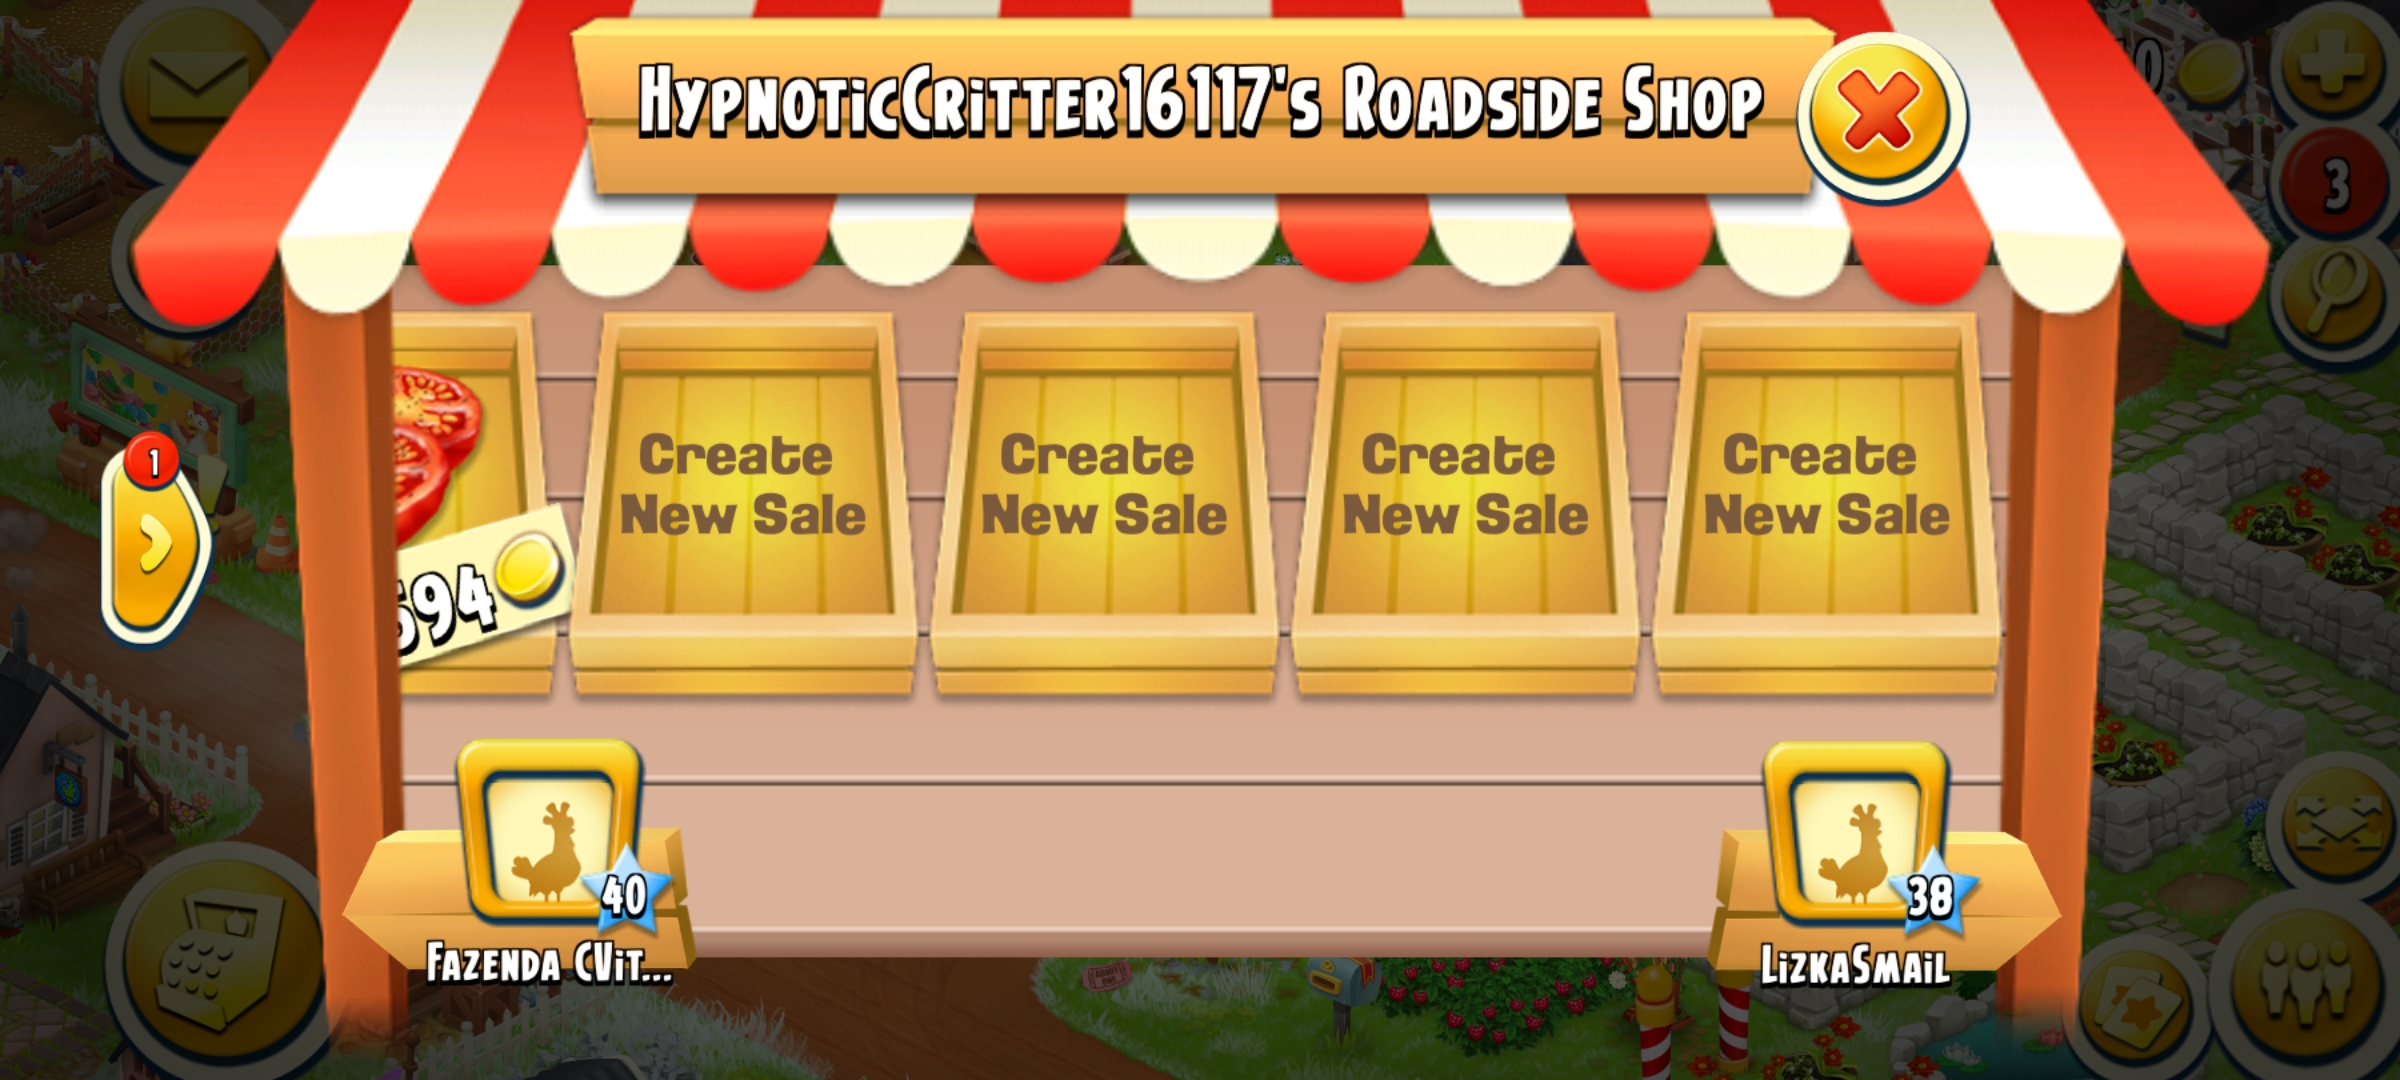 HypnoticCritter16117's Roadside Shop
3
1
Create
New Sale
Create
New Sale
Create
New Sale
Create
New Sale
594
40
Fazenda CVit...
38
LizkaSmail